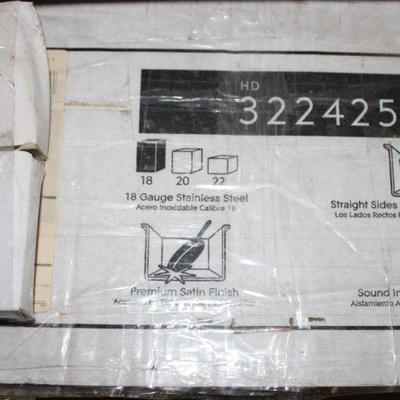 HD
322425
18 20 22
18 Gauge Stainless Steel
Acero Inoxidable Calibre 18
Straight Sides
Los Lados Rectos
Premium Satin Finish
Sound In
Aislamiento A